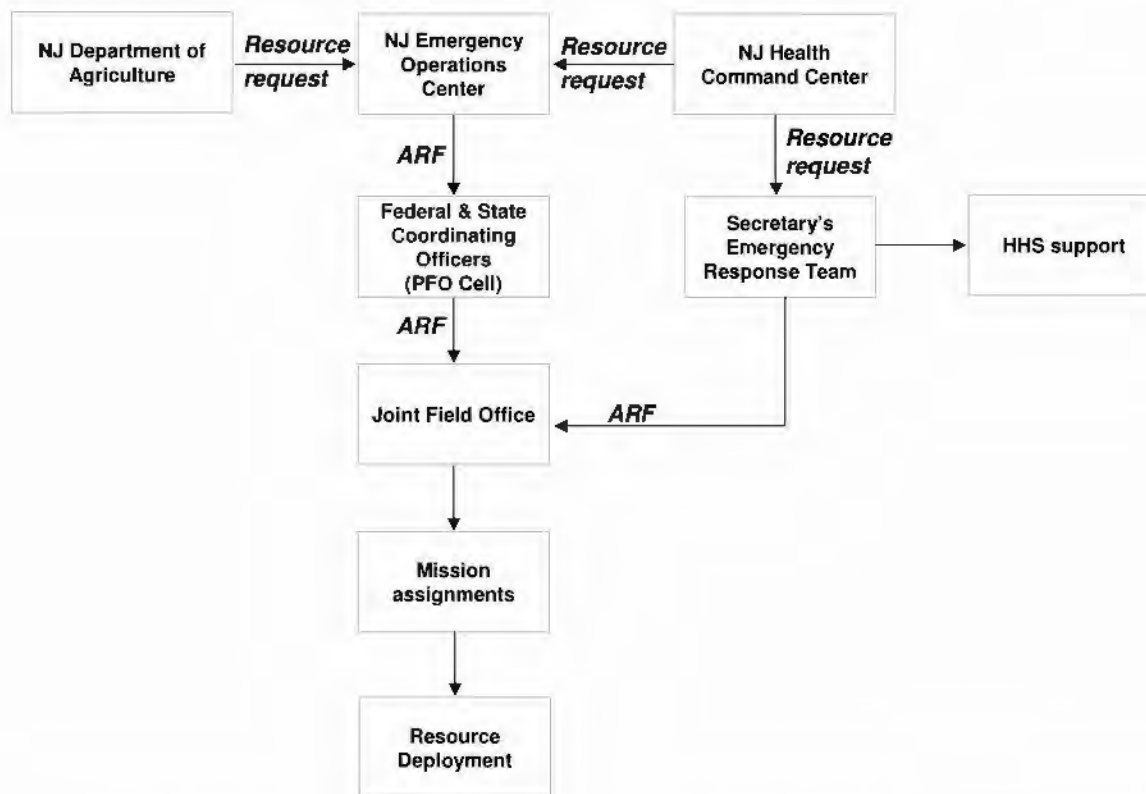 NJ Department of
Agriculture
Resource
request
NJ Emergency
Operations
Center
Resource
request
NJ Health
Command Center
ARF
Resource
request
Federal & State
Coordinating
Officers
(PFO Cell)
Secretary's
Emergency
Response Team
HHS support
ARF
Joint Field Office
ARF
Mission
assignments
Resource
Deployment